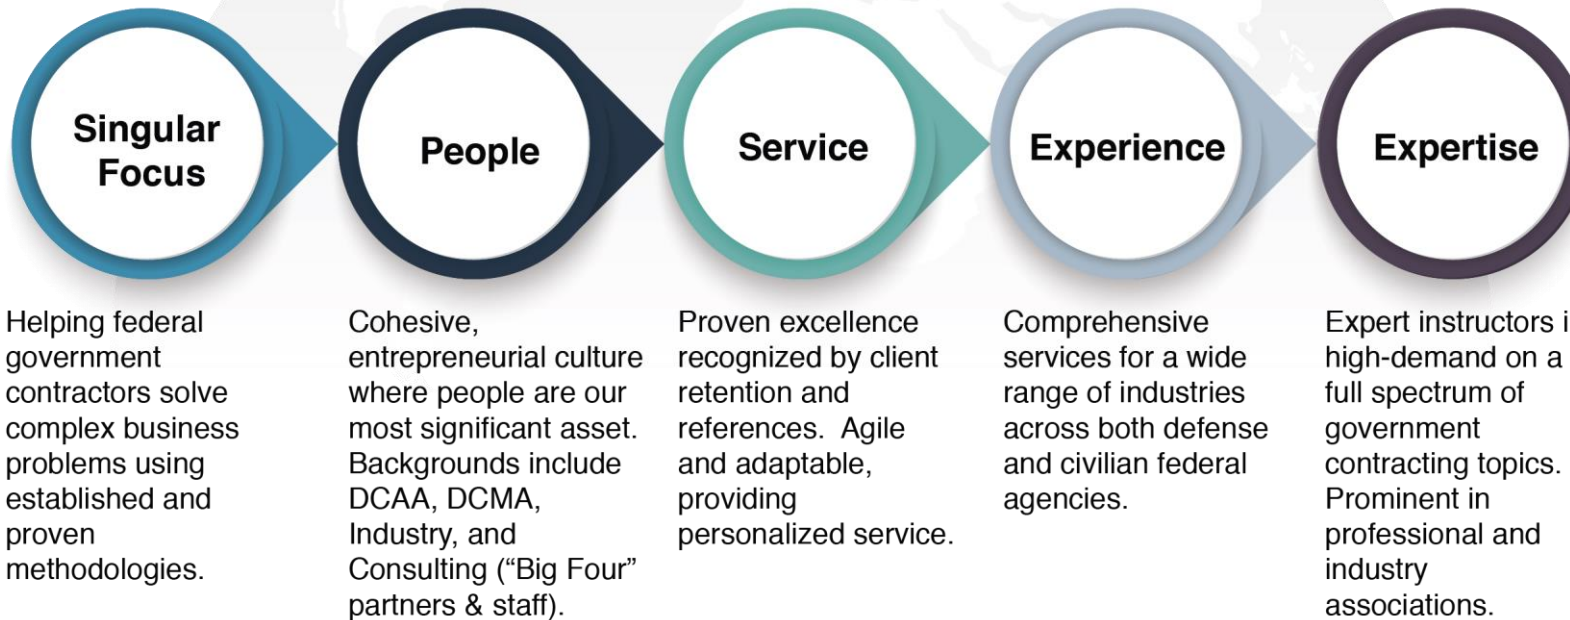 Singular
Focus
People
Service
Experience
Expertise
Helping federal
government
contractors solve
complex business
problems using
established and
proven
methodologies.
Cohesive,
entrepreneurial culture
where people are our
most significant asset.
Backgrounds include
DCAA, DCMA,
Industry, and
Consulting (“Big Four”
partners & staff).
Proven excellence
recognized by client
retention and
references.  Agile
and adaptable,
providing
personalized service.
Comprehensive
services for a wide
range of industries
across both defense
and civilian federal
agencies.
Expert instructors
high-demand on a
full spectrum of
government
contracting topics.
Prominent in
professional and
industry
associations.